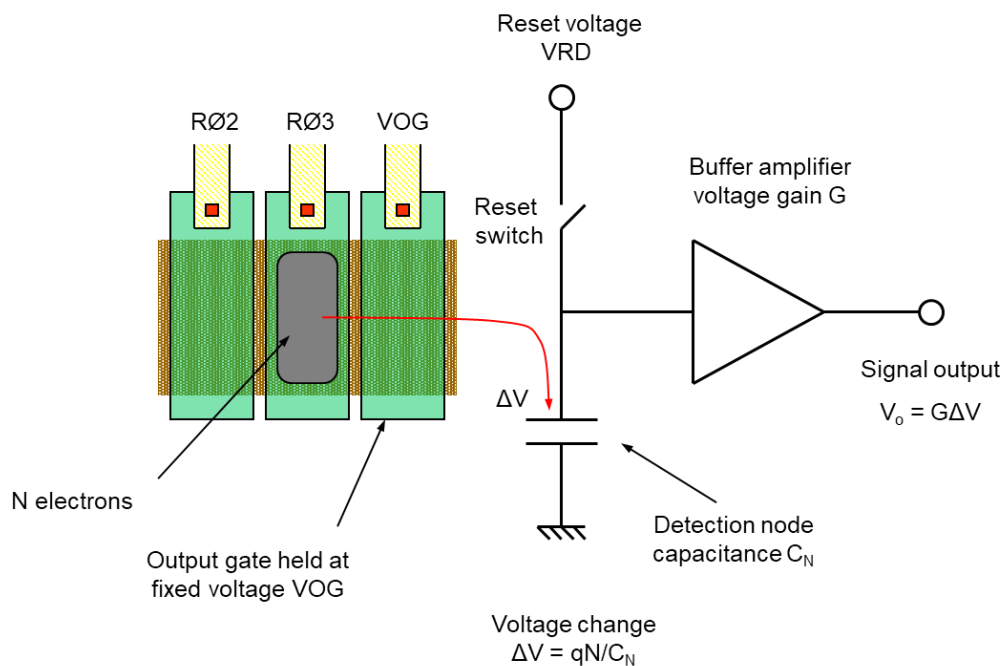 Reset voltage
VRD
RØ2
RØ3
VOG
Buffer amplifier
voltage gain G
Reset
switch
Signal output
Vₒ = GΔV
ΔV
N electrons
Output gate held at
fixed voltage VOG
Detection node
capacitance C_N
Voltage change
ΔV = qN/C_N